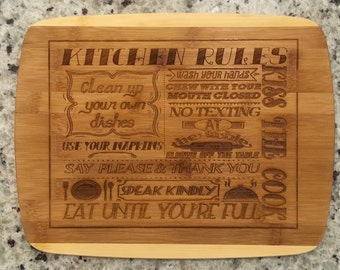 KITCHEN RULES
Clean up
your own
dishes
USE YOUR NAPKINS
WASH YOUR HANDS
CHEW WITH YOUR
MOUTH CLOSED
NO TEXTING
AT
ELBOWS OFF THE TABLE
SAY PLEASE & THANK YOU
SPEAK KINDLY
EAT UNTIL YOU'RE FULL
KISS THE COOK